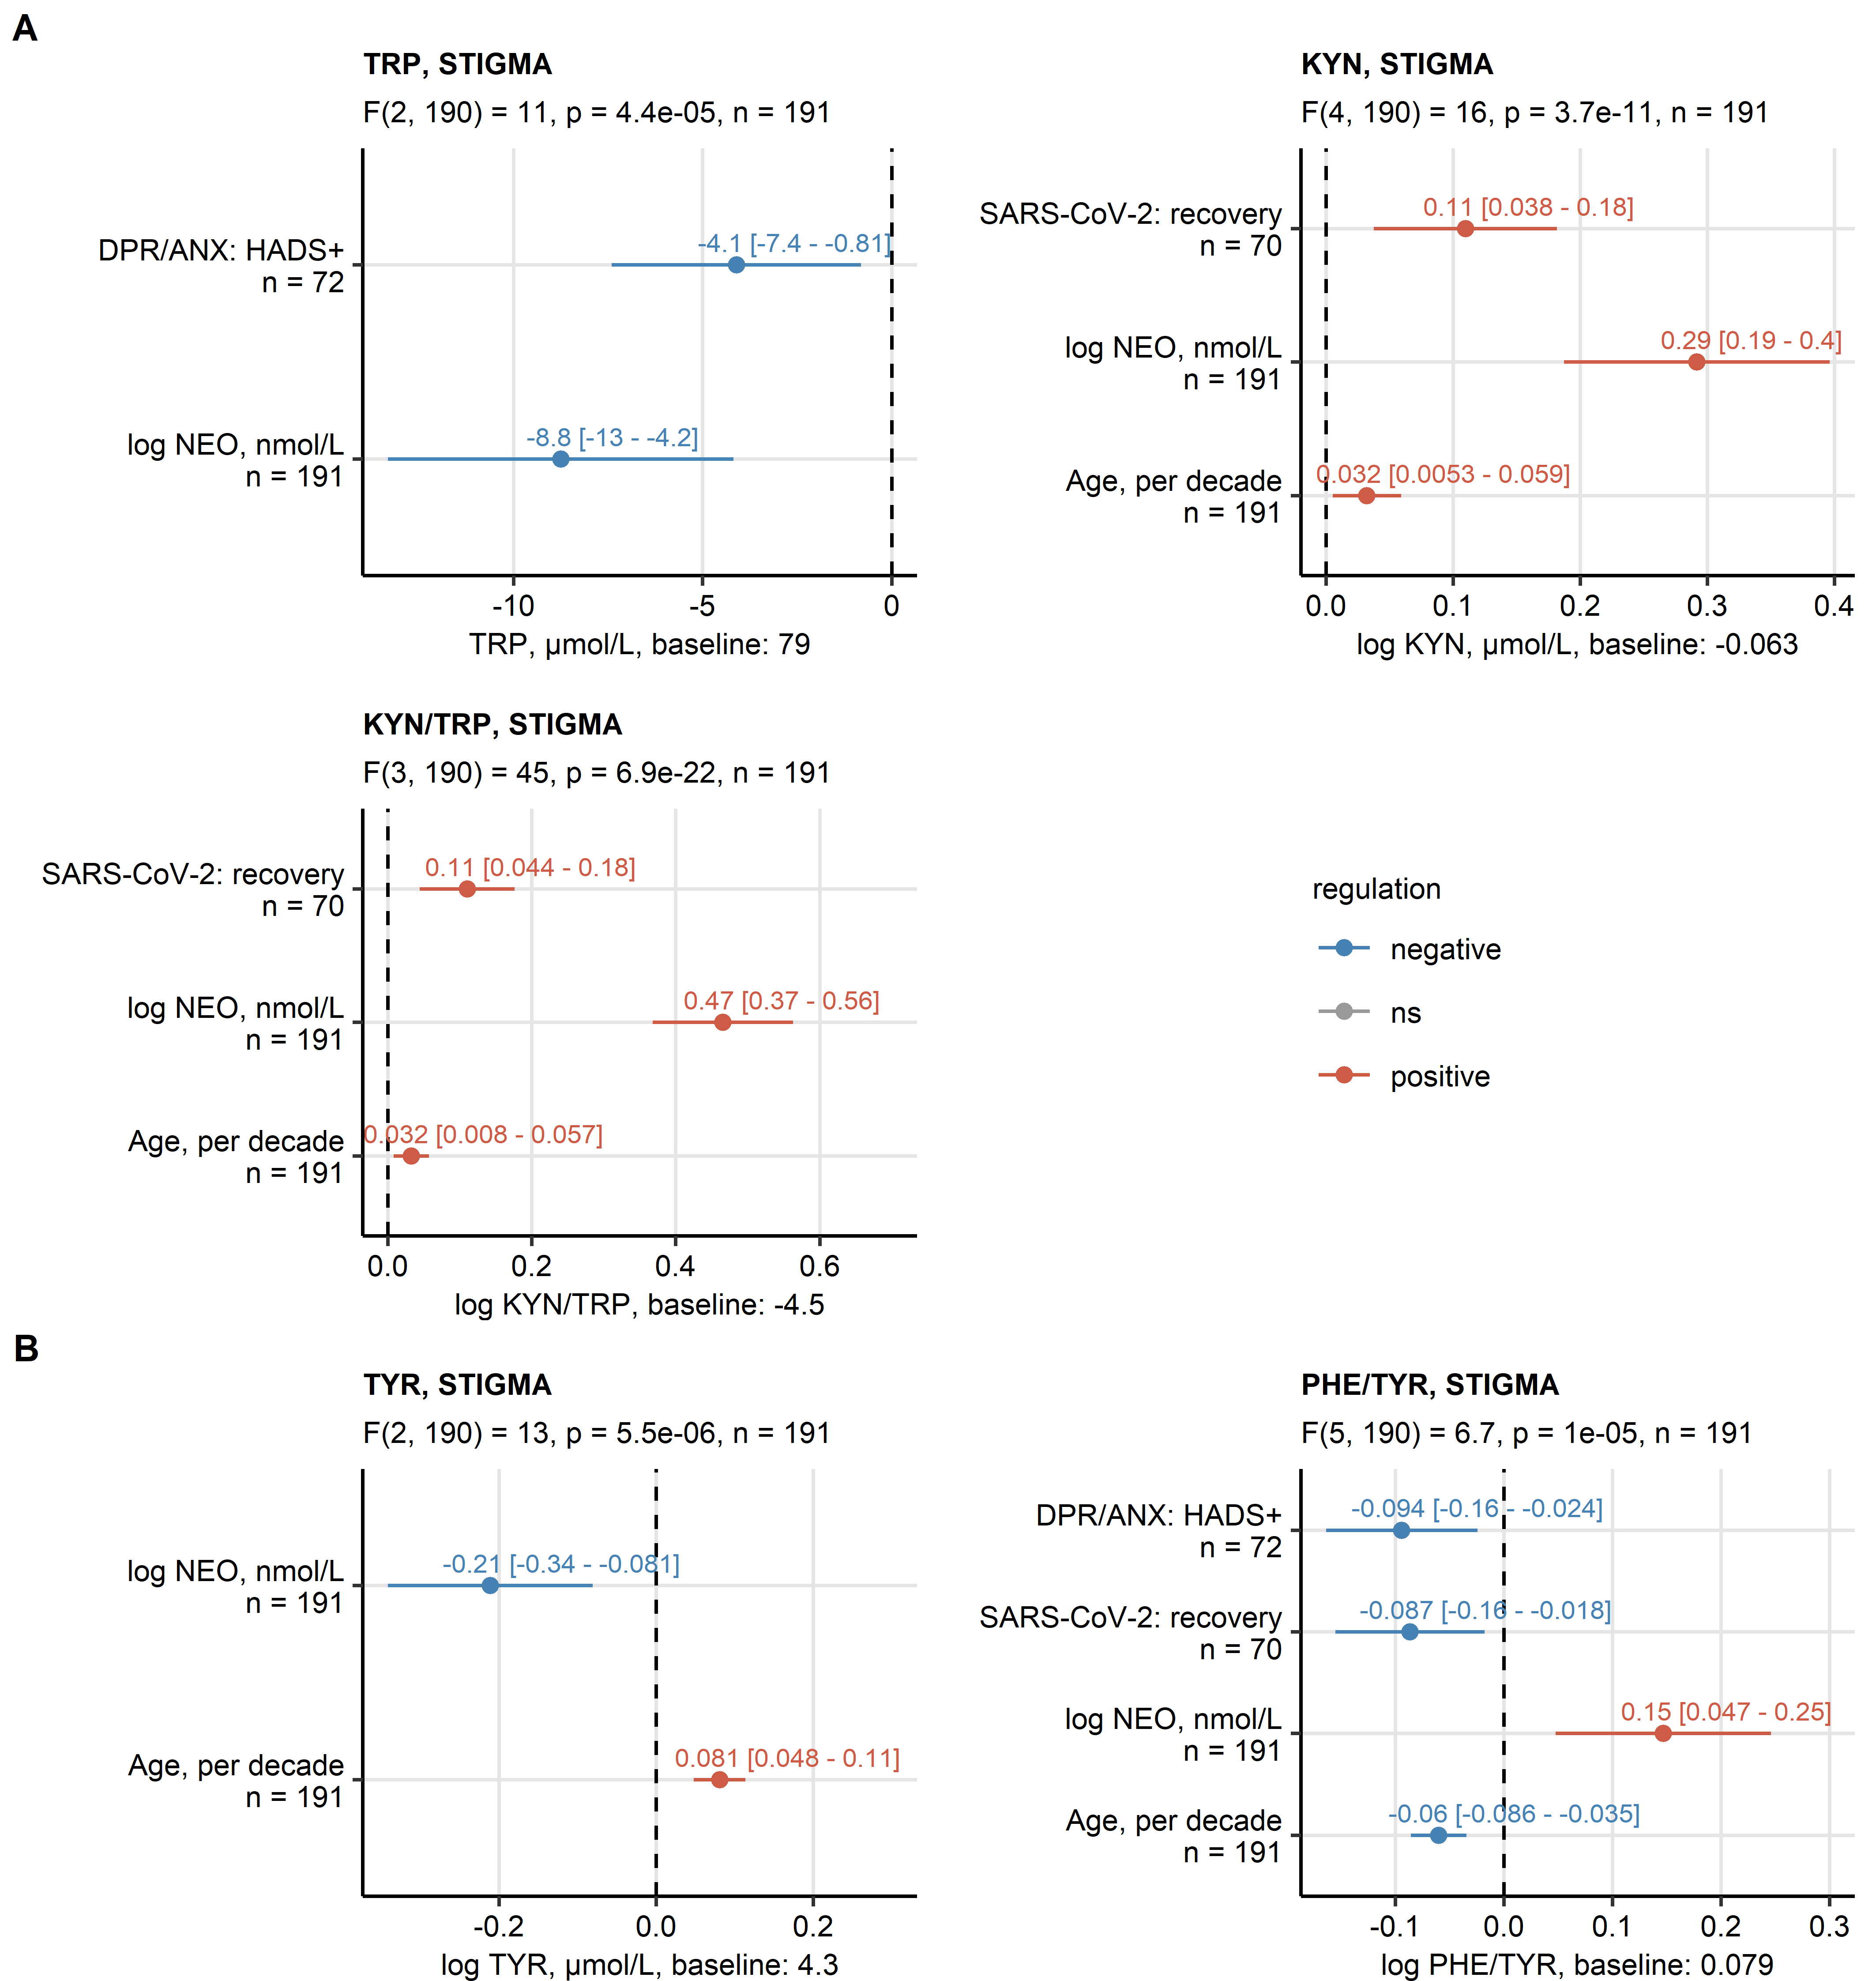 A
TRP, STIGMA
F(2, 190) = 11, p = 4.4e-05, n = 191
DPR/ANX: HADS+
n = 72
-4.1 [-7.4 - -0.81]
log NEO, nmol/L
n = 191
-8.8 [-13 - -4.2]
-10
-5
0
TRP, µmol/L, baseline: 79
KYN, STIGMA
F(4, 190) = 16, p = 3.7e-11, n = 191
SARS-CoV-2: recovery
n = 70
0.11 [0.038 - 0.18]
log NEO, nmol/L
n = 191
0.29 [0.19 - 0.4]
Age, per decade
n = 191
0.032 [0.0053 - 0.059]
0.0
0.1
0.2
0.3
0.4
log KYN, µmol/L, baseline: -0.063
KYN/TRP, STIGMA
F(3, 190) = 45, p = 6.9e-22, n = 191
SARS-CoV-2: recovery
n = 70
0.11 [0.044 - 0.18]
log NEO, nmol/L
n = 191
0.47 [0.37 - 0.56]
Age, per decade
n = 191
0.032 [0.008 - 0.057]
0.0
0.2
0.4
0.6
log KYN/TRP, baseline: -4.5
regulation
negative
ns
positive
B
TYR, STIGMA
F(2, 190) = 13, p = 5.5e-06, n = 191
log NEO, nmol/L
n = 191
-0.21 [-0.34 - -0.081]
Age, per decade
n = 191
0.081 [0.048 - 0.11]
-0.2
0.0
0.2
log TYR, µmol/L, baseline: 4.3
PHE/TYR, STIGMA
F(5, 190) = 6.7, p = 1e-05, n = 191
DPR/ANX: HADS+
n = 72
-0.094 [-0.16 - -0.024]
SARS-CoV-2: recovery
n = 70
-0.087 [-0.16 - -0.018]
log NEO, nmol/L
n = 191
0.15 [0.047 - 0.25]
Age, per decade
n = 191
-0.06 [-0.086 - -0.035]
-0.1
0.0
0.1
0.2
0.3
log PHE/TYR, baseline: 0.079